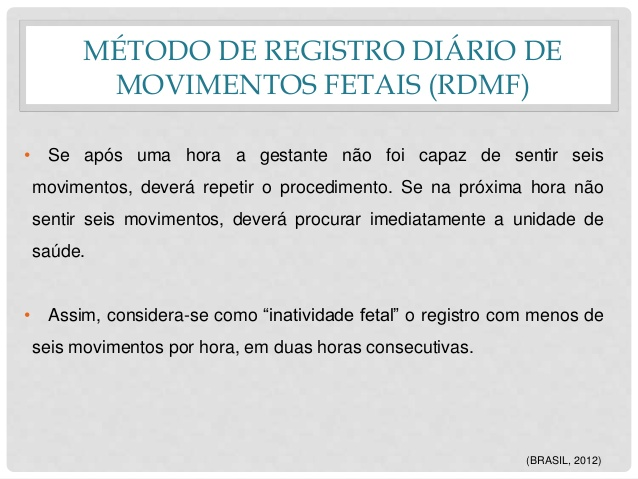 MÉTODO DE REGISTRO DIÁRIO DE
MOVIMENTOS FETAIS (RDMF)
• Se após uma hora a gestante não foi capaz de sentir seis
movimentos, deverá repetir o procedimento. Se na próxima hora não
sentir seis movimentos, deverá procurar imediatamente a unidade de
saúde.
• Assim, considera-se como “inatividade fetal” o registro com menos de
seis movimentos por hora, em duas horas consecutivas.
(BRASIL, 2012)